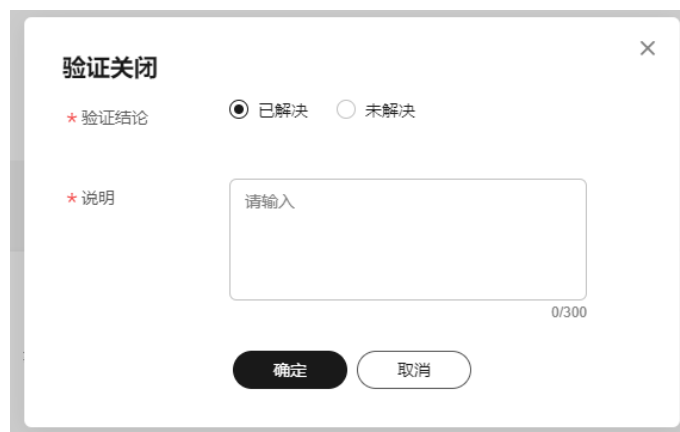 验证关闭
* 验证结论
已解决 未解决
* 说明
请输入
0/300
确定 取消